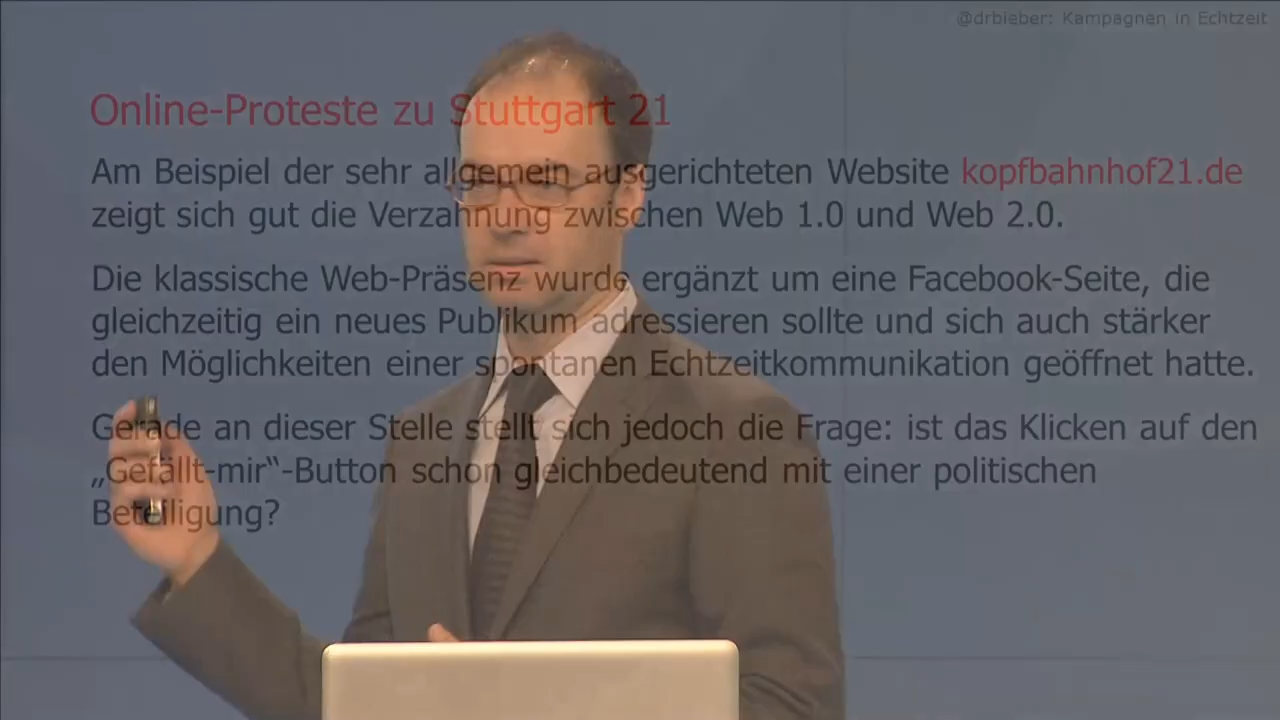 @drbieber: Kampagnen in Echtzeit
Online-Proteste zu Stuttgart 21
Am Beispiel der sehr allgemein ausgerichteten Website kopfbahnhof21.de
zeigt sich gut die Verzahnung zwischen Web 1.0 und Web 2.0.
Die klassische Web-Präsenz wurde ergänzt um eine Facebook-Seite, die
gleichzeitig ein neues Publikum adressieren sollte und sich auch stärker
den Möglichkeiten einer spontanen Echtzeitkommunikation geöffnet hatte.
Gerade an dieser Stelle stellt sich jedoch die Frage: ist das Klicken auf den
„Gefällt-mir“-Button schon gleichbedeutend mit einer politischen
Beteiligung?